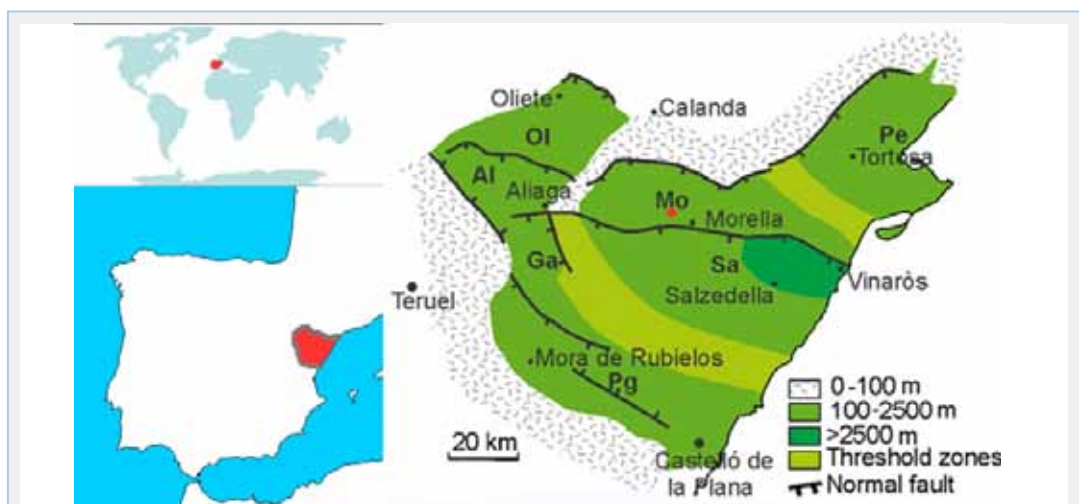 Oliete
Calanda
Ol
Pe
Tortosa
Al
Aliaga
Mo
Morella
Ga
Sa
Vinaròs
Salzedella
Teruel
Mora de Rubielos
Pg
20 km
Castelló de
la Plana
0-100 m
100-2500 m
>2500 m
Threshold zones
Normal fault